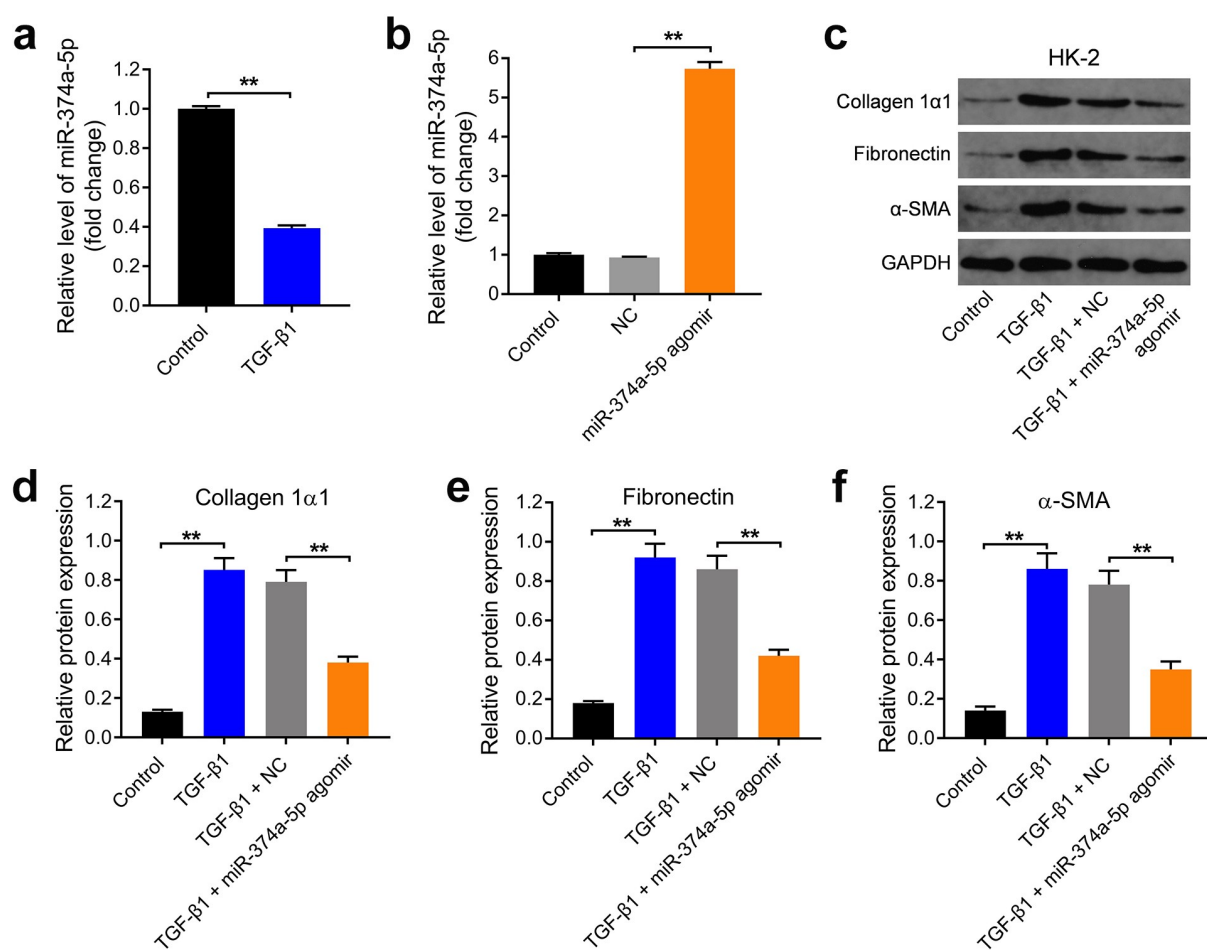 a
Relative level of miR-374a-5p
(fold change)
1.2
1.0
0.8
0.6
0.4
0.2
0.0
**
Control
TGF-β1
b
Relative level of miR-374a-5p
(fold change)
6
5
4
3
2
1
0
**
Control
NC
miR-374a-5p agomir
c
HK-2
Collagen 1α1
Fibronectin
α-SMA
GAPDH
Control
TGF-β1
TGF-β1 + NC
TGF-β1 + miR-374a-5p
agomir
d
Collagen 1α1
Relative protein expression
1.2
1.0
0.8
0.6
0.4
0.2
0.0
**
**
Control
TGF-β1
TGF-β1 + NC
TGF-β1 + miR-374a-5p agomir
e
Fibronectin
Relative protein expression
1.2
1.0
0.8
0.6
0.4
0.2
0.0
**
**
Control
TGF-β1
TGF-β1 + NC
TGF-β1 + miR-374a-5p agomir
f
α-SMA
Relative protein expression
1.2
1.0
0.8
0.6
0.4
0.2
0.0
**
**
Control
TGF-β1
TGF-β1 + NC
TGF-β1 + miR-374a-5p agomir